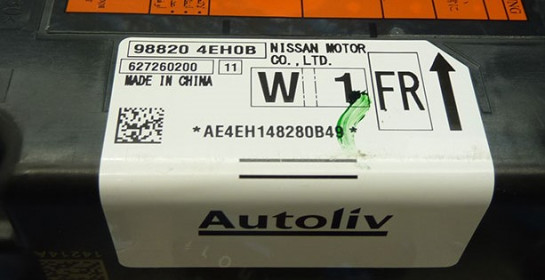 98820 4EH0B NISSAN MOTOR
CO.,LTD.
627260200 11
MADE IN CHINA
W 1 FR
*AE4EH148280B49*
Autoliv